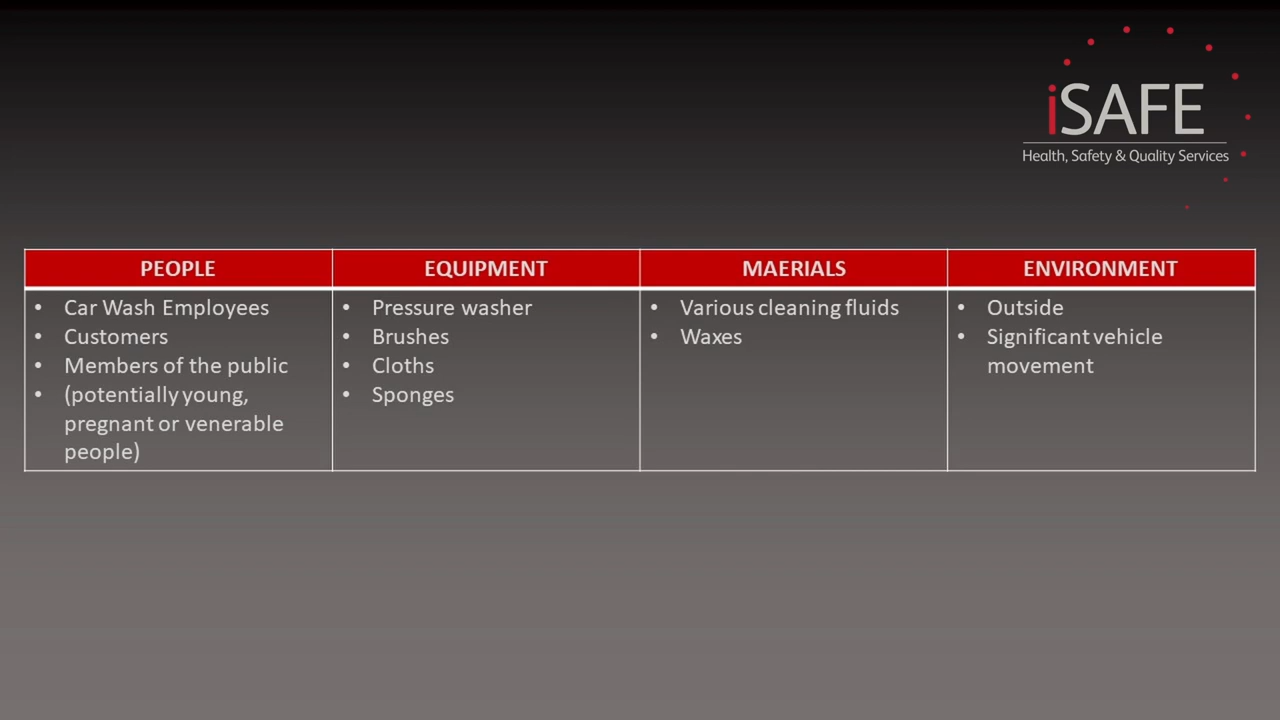 iSAFE
Health, Safety & Quality Services
PEOPLE
• Car Wash Employees
• Customers
• Members of the public
• (potentially young,
pregnant or venerable
people)
EQUIPMENT
• Pressure washer
• Brushes
• Cloths
• Sponges
MAERIALS
• Various cleaning fluids
• Waxes
ENVIRONMENT
• Outside
• Significant vehicle
movement